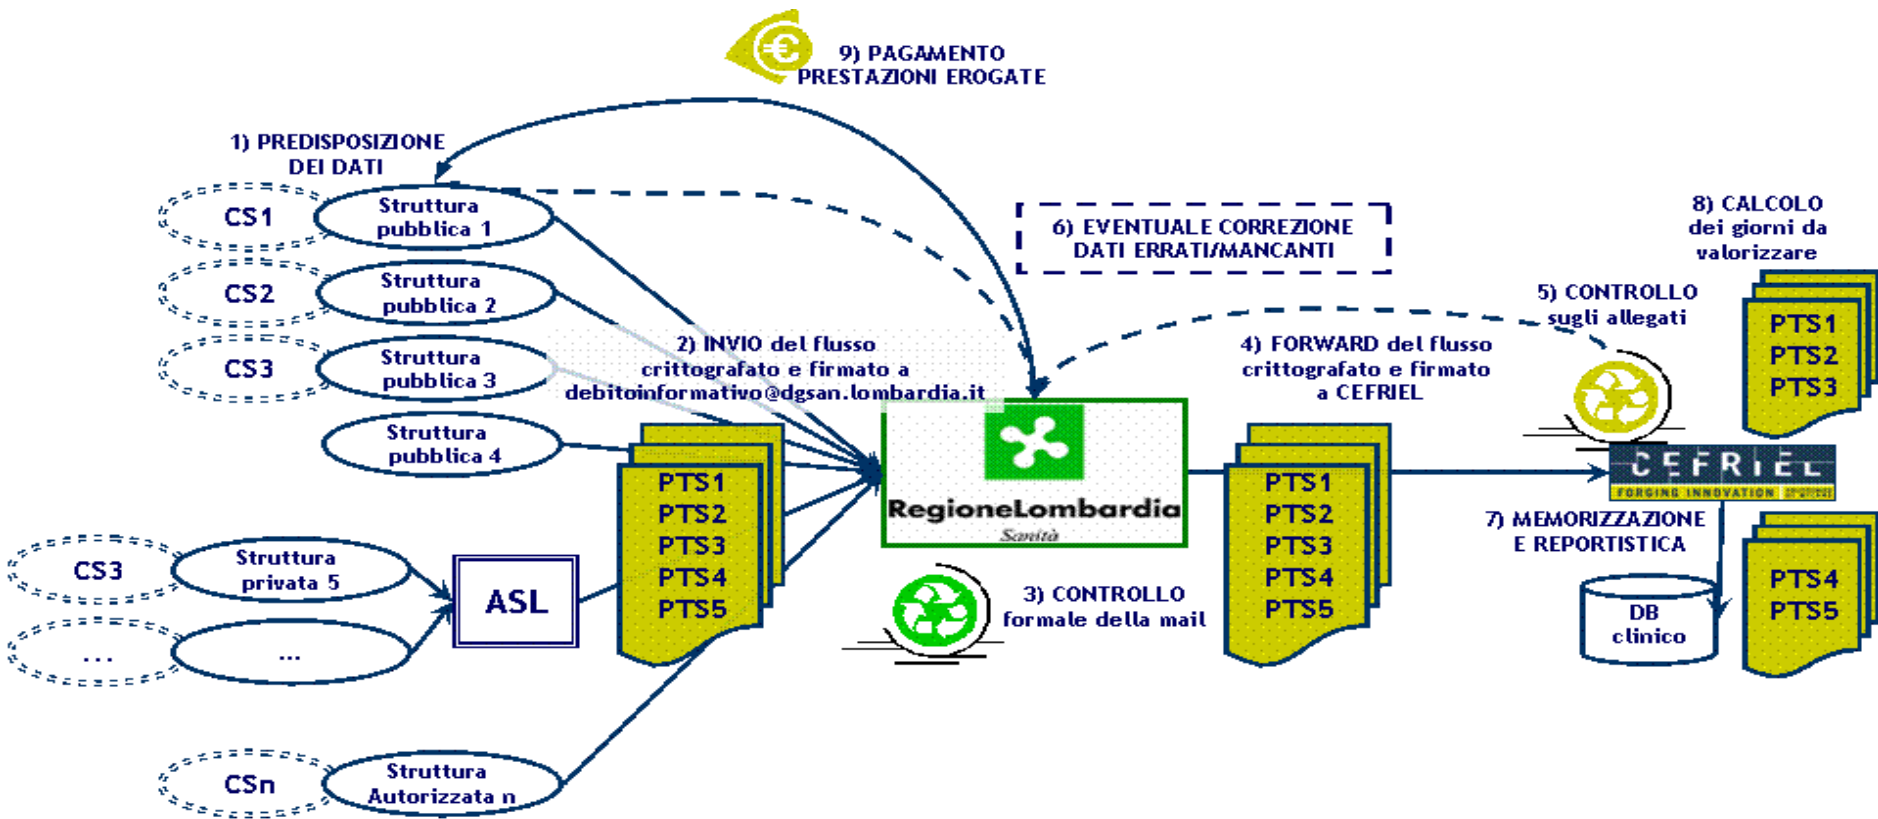 9) PAGAMENTO
PRESTAZIONI EROGATE
1) PREDISPOSIZIONE
DEI DATI
CS1
Struttura
pubblica 1
CS2
Struttura
pubblica 2
CS3
Struttura
pubblica 3
Struttura
pubblica 4
CS3
Struttura
privata 5
...
...
ASL
CSn
Struttura
Autorizzata n
2) INVIO del flusso
crittografato e firmato a
debitoinformativo@dgsan.lombardia.it
PTS1
PTS2
PTS3
PTS4
PTS5
RegioneLombardia
Sanità
3) CONTROLLO
formale della mail
6) EVENTUALE CORREZIONE
DATI ERRATI/MANCANTI
4) FORWARD del flusso
crittografato e firmato
a CEFRIEL
PTS1
PTS2
PTS3
PTS4
PTS5
5) CONTROLLO
sugli allegati
8) CALCOLO
dei giorni da
valorizzare
PTS1
PTS2
PTS3
CEFRIEL
FORGING INNOVATION
7) MEMORIZZAZIONE
E REPORTISTICA
DB
clinico
PTS4
PTS5